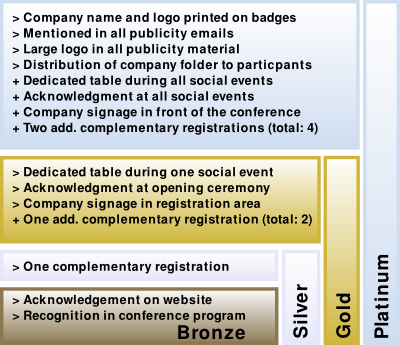 > Company name and logo printed on badges
> Mentioned in all publicity emails
> Large logo in all publicity material
> Distribution of company folder to particpants
+ Dedicated table during all social events
+ Acknowledgment at all social events
+ Company signage in front of the conference
+ Two add. complementary registrations (total: 4)
> Dedicated table during one social event
> Acknowledgment at opening ceremony
> Company signage in registration area
+ One add. complementary registration (total: 2)
> One complementary registration
> Acknowledgement on website
> Recognition in conference program
Bronze
Silver
Gold
Platinum